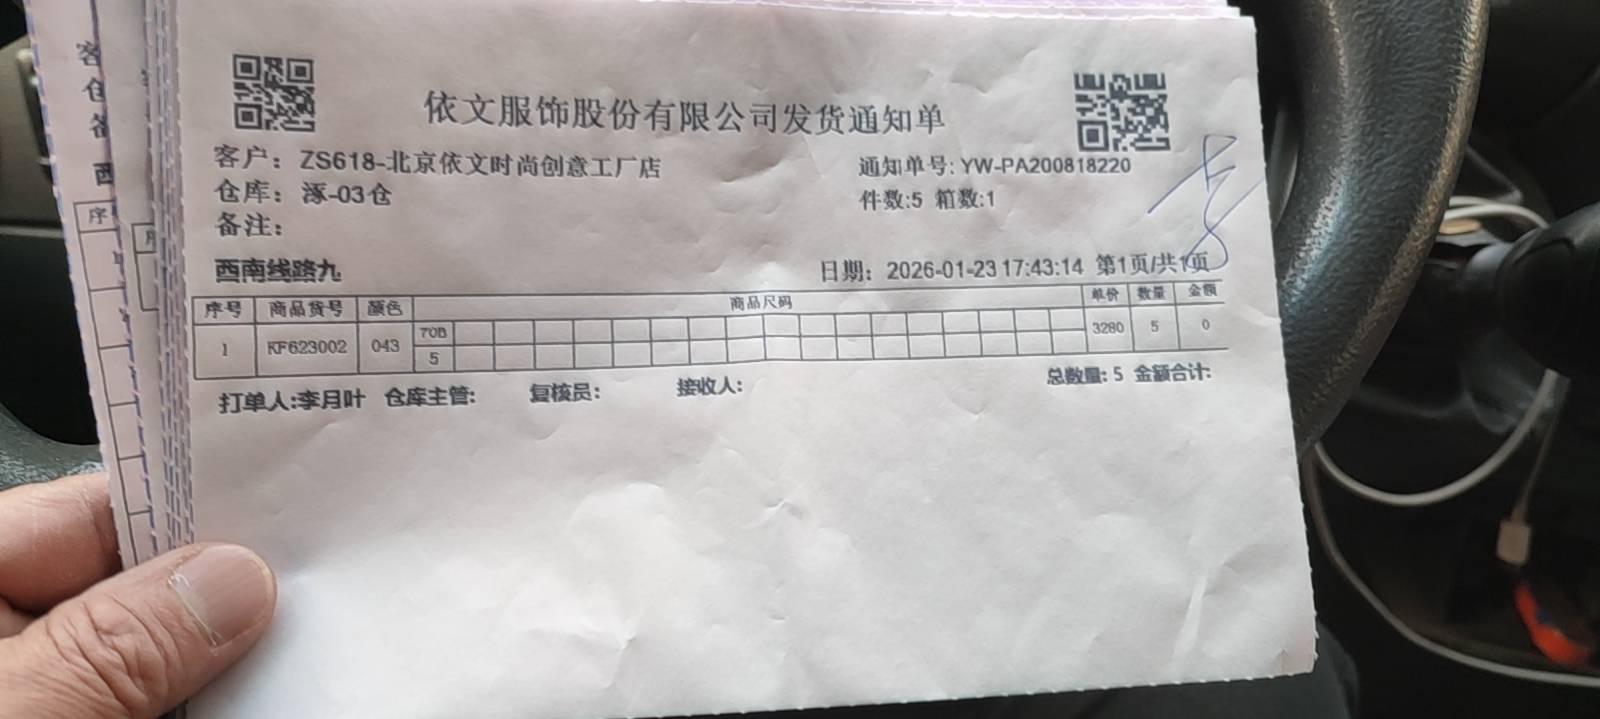 依文服饰股份有限公司发货通知单
客户： ZS618-北京依文时尚创意工厂店 通知单号: YW-PA200818220
仓库： 涿-03仓 件数:5 箱数:1
备注：
西南线路九 日期： 2026-01-23 17:43:14 第1页/共1页
序号 商品货号 颜色 商品尺码 单价 数量 金额
1 KF623002 043 70B 3280 5 0
5
打单人:李月叶 仓库主管: 复核员: 接收人: 总数量: 5 金额合计: